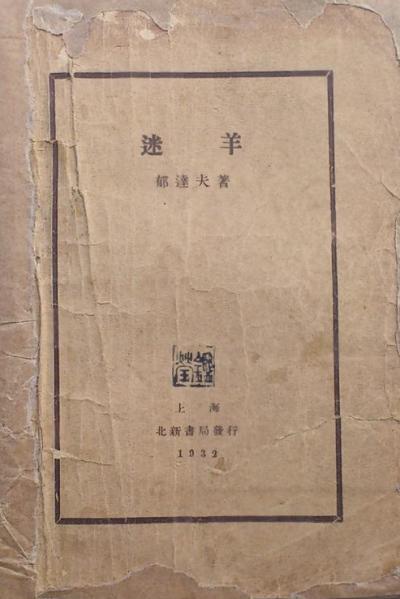 迷 羊
郁達夫著
上 海
北新書局發行
1932